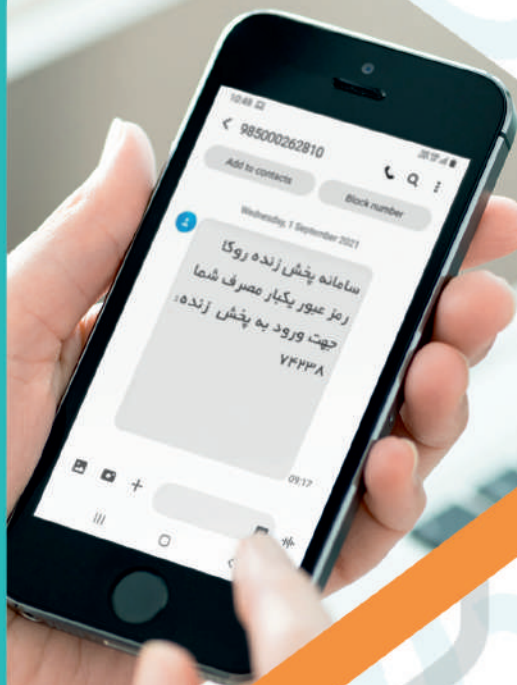 10:48
985000262810
Add to contacts
Block number
Wednesday, 1 September 2021
سامانه پخش زنده روکا
رمز عبور یکبار مصرف شما
جهت ورود به پخش زنده:
۷۴۲۳۸
09:17